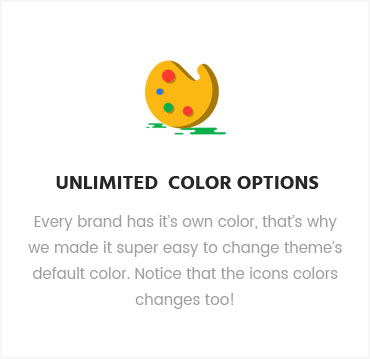 UNLIMITED  COLOR OPTIONS
Every brand has it's own color, that's why
we made it super easy to change theme's
default color. Notice that the icons colors
changes too!